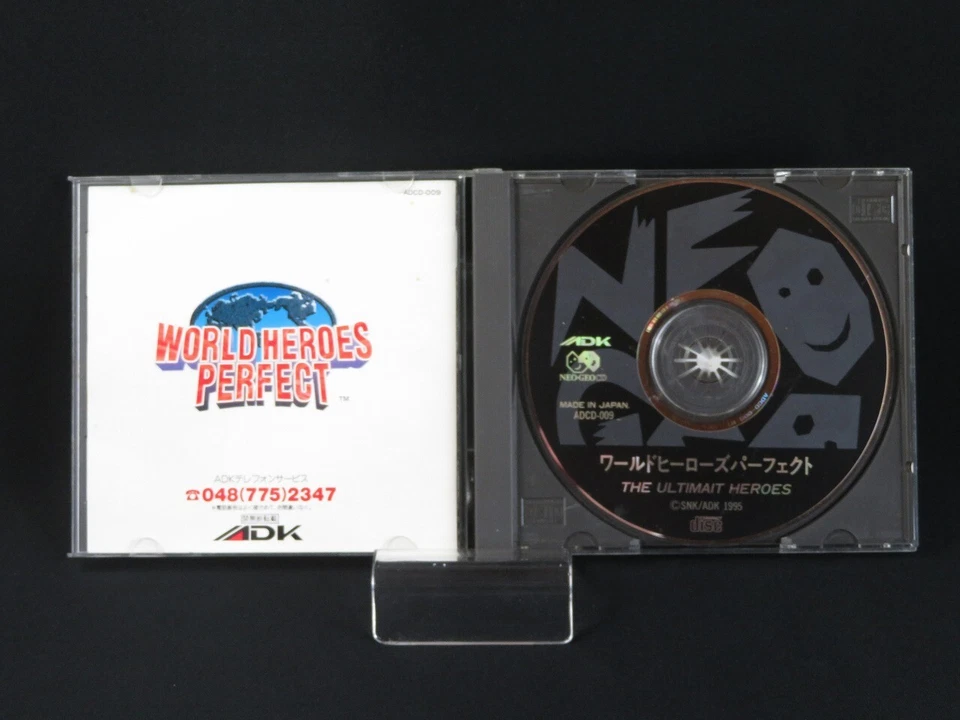 ADCD-009
WORLD HEROES
PERFECT
TM
ADKテレフォンサービス
☎048(775)2347
ADK
NEO
ADK
NEO・GEO CD
MADE IN JAPAN.
ADCD-009
ワールドヒーローズパーフェクト
THE ULTIMAIT HEROES
©SNK/ADK 1995
disc